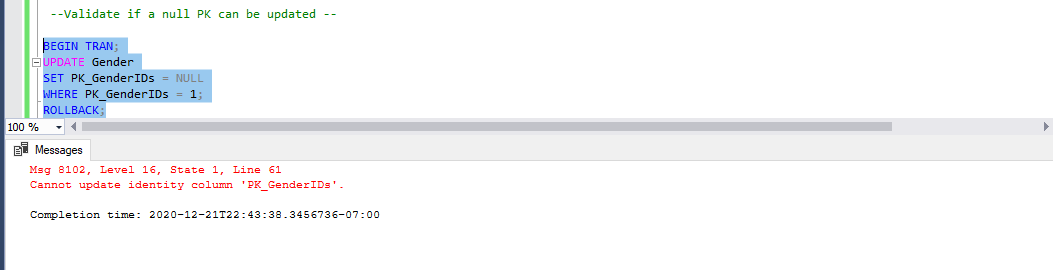 --Validate if a null PK can be updated --
BEGIN TRAN;
UPDATE Gender
SET PK_GenderIDs = NULL
WHERE PK_GenderIDs = 1;
ROLLBACK;
100 %
Messages
Msg 8102, Level 16, State 1, Line 61
Cannot update identity column 'PK_GenderIDs'.
Completion time: 2020-12-21T22:43:38.3456736-07:00